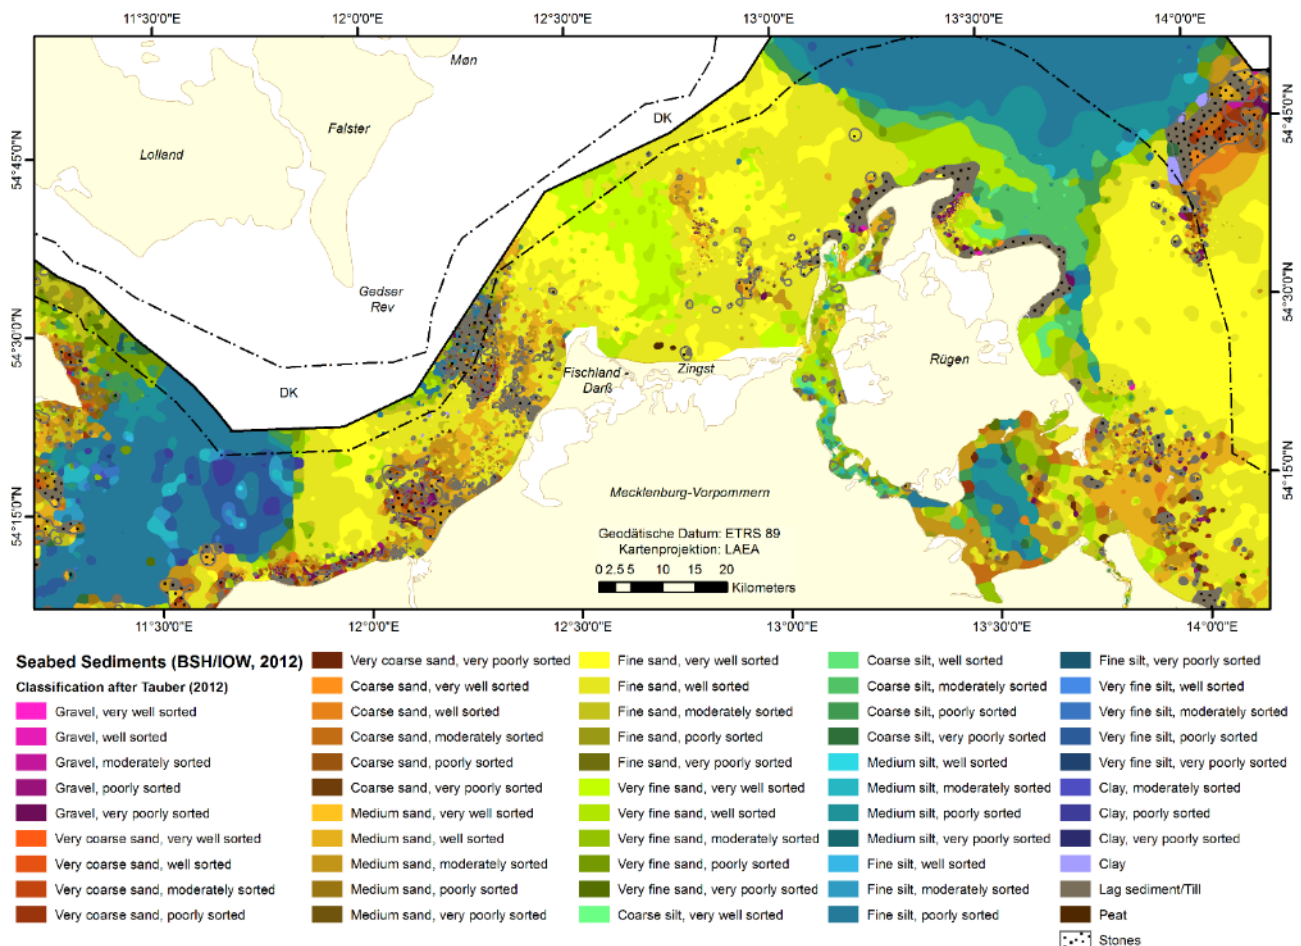 11°30'0"E 12°0'0"E 12°30'0"E 13°0'0"E 13°30'0"E 14°0'0"E
Møn
DK
Falster
54°45'0"N
Lolland
54°45'0"N
Gedser
Rev
54°30'0"N
54°30'0"N
Rügen
Fischland -
Darß
Zingst
DK
54°15'0"N
Mecklenburg-Vorpommern
54°15'0"N
Geodätische Datum: ETRS 89
Kartenprojektion: LAEA
0 2.5 5 10 15 20
Kilometers
11°30'0"E 12°0'0"E 12°30'0"E 13°0'0"E 13°30'0"E 14°0'0"E
Seabed Sediments (BSH/IOW, 2012)
Classification after Tauber (2012)
Gravel, very well sorted
Gravel, well sorted
Gravel, moderately sorted
Gravel, poorly sorted
Gravel, very poorly sorted
Very coarse sand, very well sorted
Very coarse sand, well sorted
Very coarse sand, moderately sorted
Very coarse sand, poorly sorted
Very coarse sand, very poorly sorted
Coarse sand, very well sorted
Coarse sand, well sorted
Coarse sand, moderately sorted
Coarse sand, poorly sorted
Coarse sand, very poorly sorted
Medium sand, very well sorted
Medium sand, well sorted
Medium sand, moderately sorted
Medium sand, poorly sorted
Medium sand, very poorly sorted
Fine sand, very well sorted
Fine sand, well sorted
Fine sand, moderately sorted
Fine sand, poorly sorted
Fine sand, very poorly sorted
Very fine sand, very well sorted
Very fine sand, well sorted
Very fine sand, moderately sorted
Very fine sand, poorly sorted
Very fine sand, very poorly sorted
Coarse silt, very well sorted
Coarse silt, well sorted
Coarse silt, moderately sorted
Coarse silt, poorly sorted
Coarse silt, very poorly sorted
Medium silt, well sorted
Medium silt, moderately sorted
Medium silt, poorly sorted
Medium silt, very poorly sorted
Fine silt, well sorted
Fine silt, moderately sorted
Fine silt, poorly sorted
Fine silt, very poorly sorted
Very fine silt, well sorted
Very fine silt, moderately sorted
Very fine silt, poorly sorted
Very fine silt, very poorly sorted
Clay, moderately sorted
Clay, poorly sorted
Clay, very poorly sorted
Clay
Lag sediment/Till
Peat
Stones